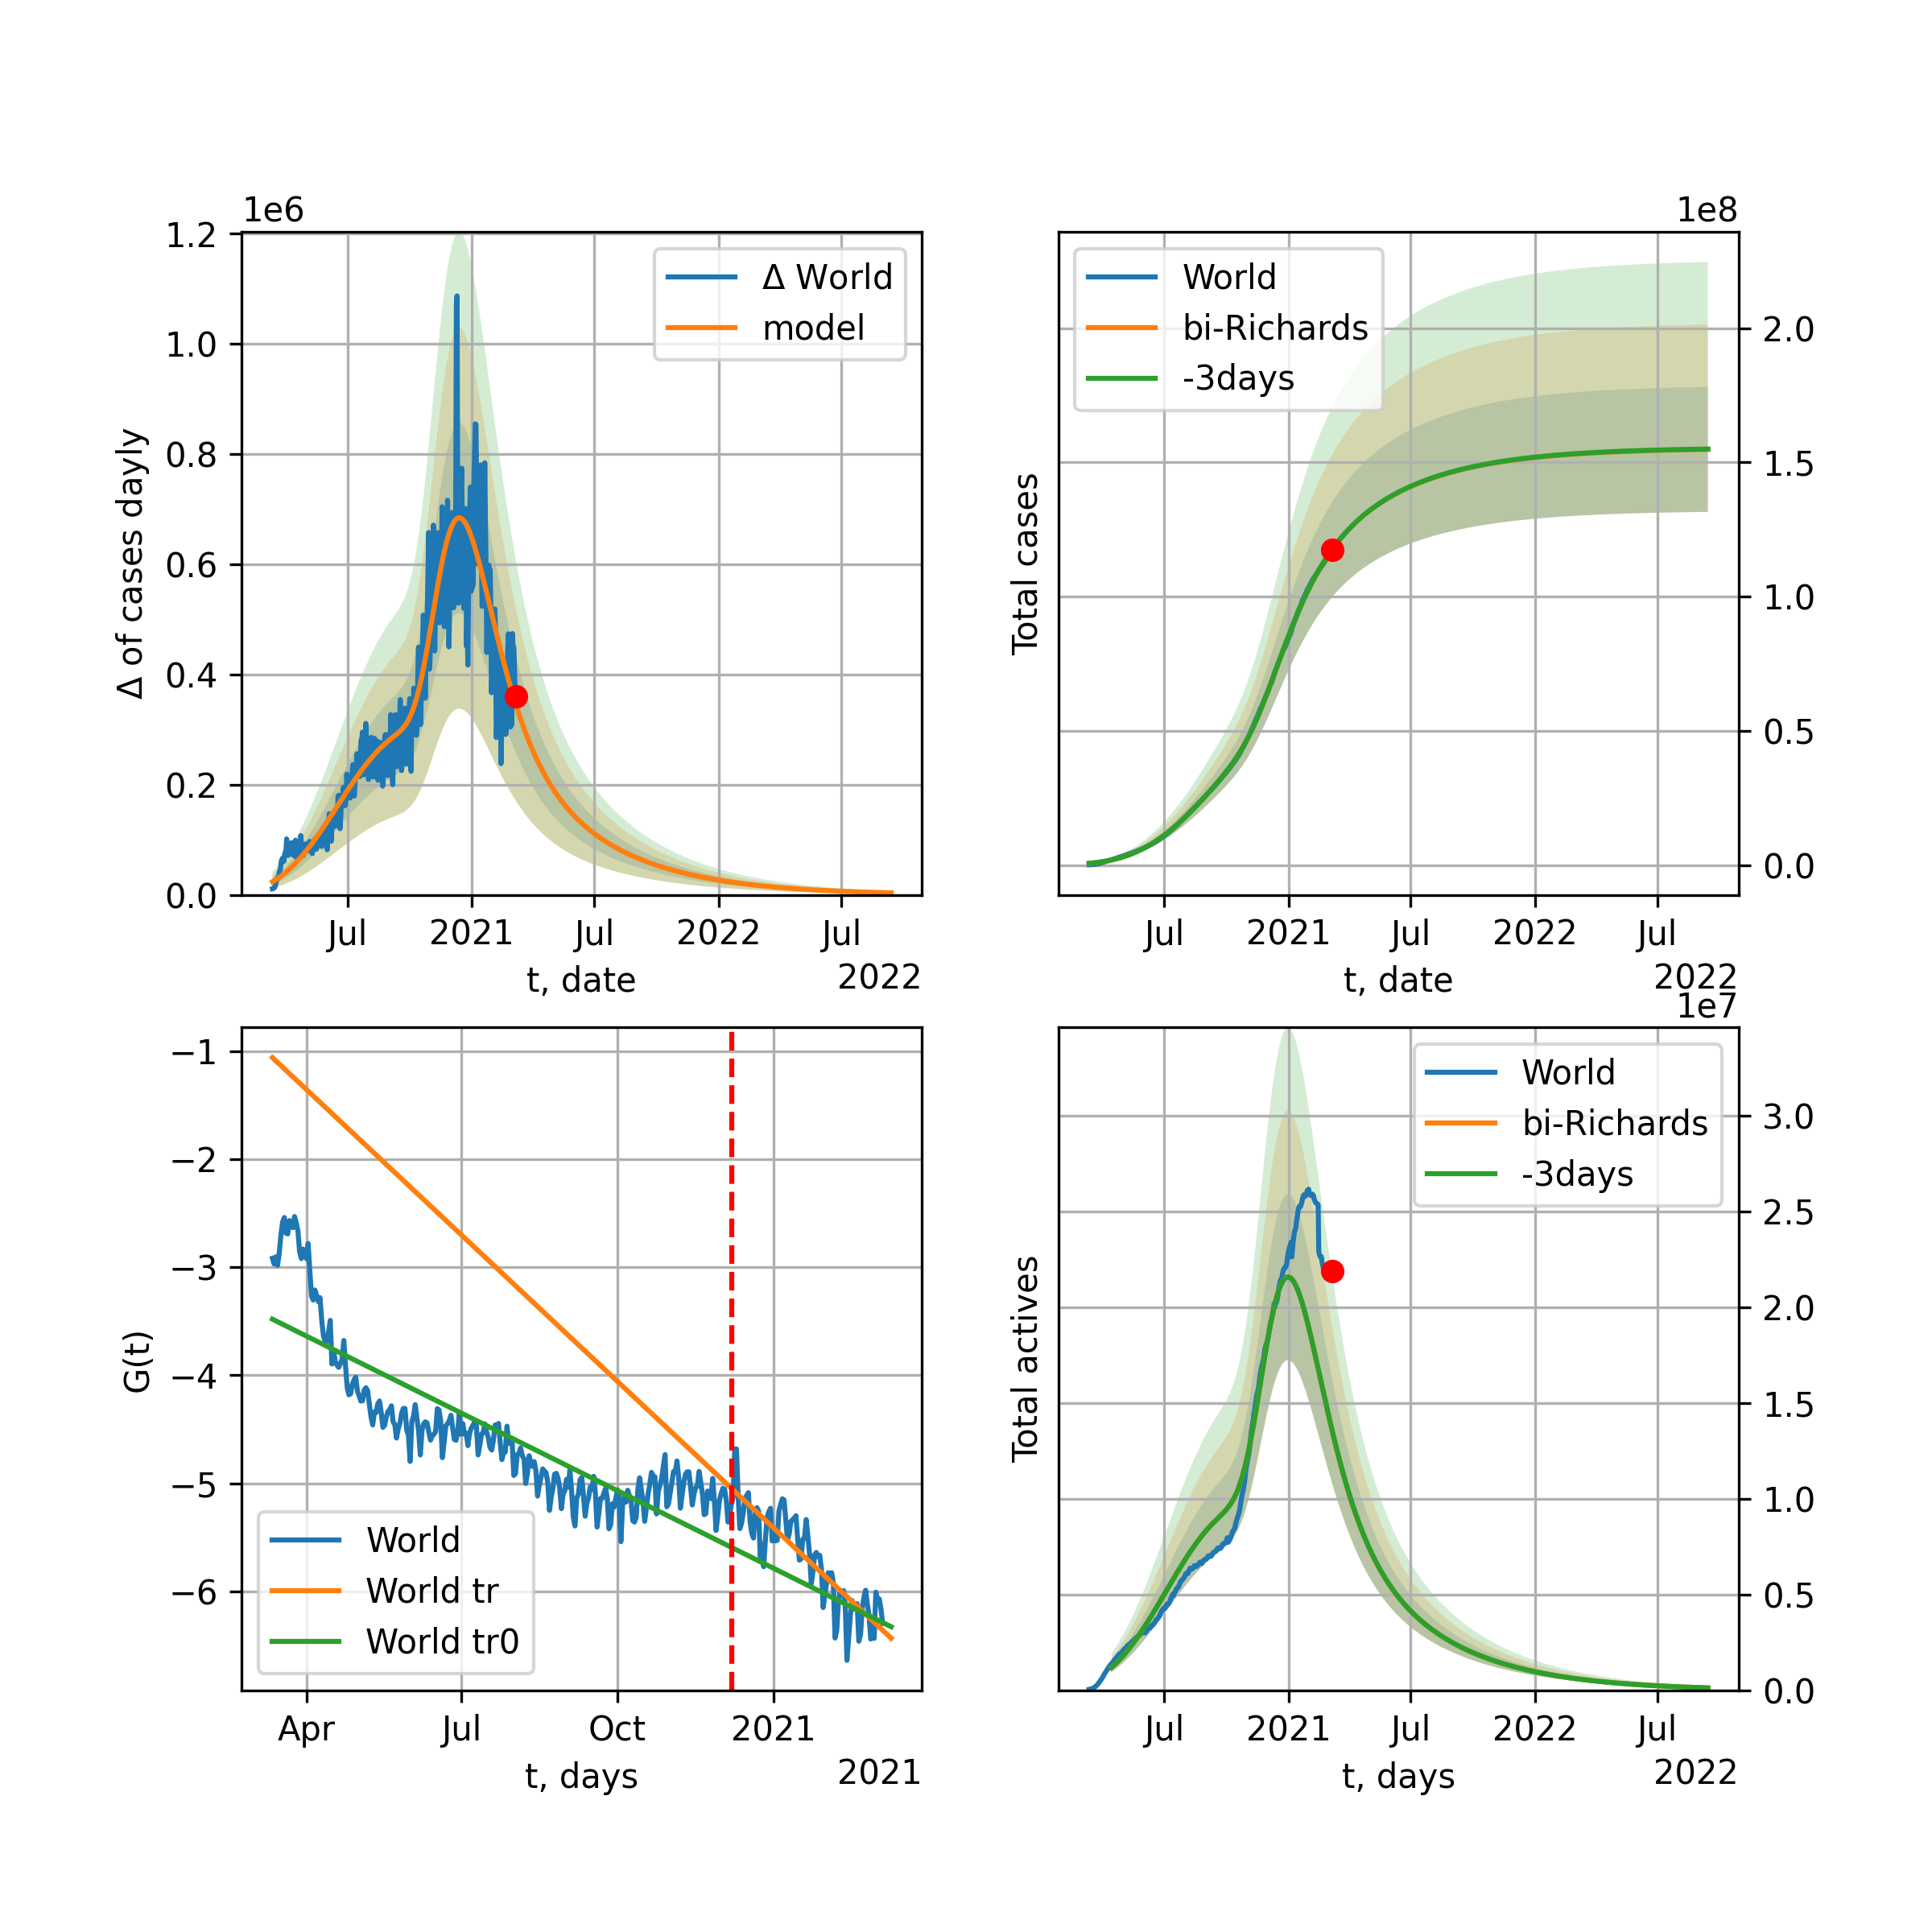 1e6
Δ of cases dayly
1.2
1.0
0.8
0.6
0.4
0.2
0.0
Δ World
model
Jul
2021
Jul
2022
Jul
t, date
2022
1e8
Total cases
World
bi-Richards
-3days
2.0
1.5
1.0
0.5
0.0
Jul
2021
Jul
2022
Jul
t, date
2022
G(t)
−1
−2
−3
−4
−5
−6
World
World tr
World tr0
Apr
Jul
Oct
2021
t, days
2021
1e7
Total actives
World
bi-Richards
-3days
3.0
2.5
2.0
1.5
1.0
0.5
0.0
Jul
2021
Jul
2022
Jul
t, days
2022